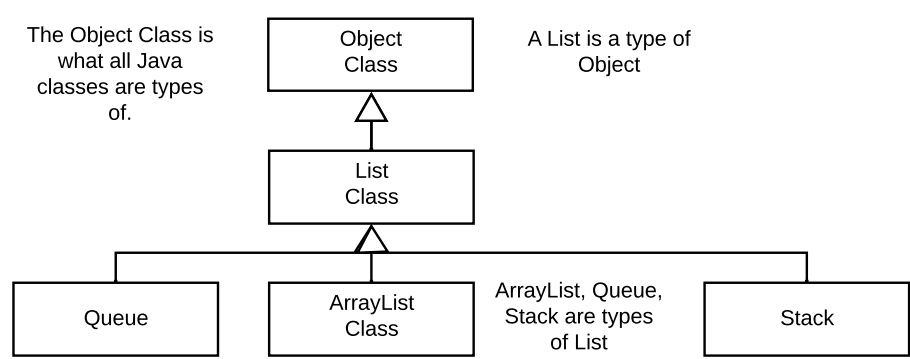 The Object Class is
what all Java
classes are types
of.
Object
Class
A List is a type of
Object
List
Class
Queue
ArrayList
Class
ArrayList, Queue,
Stack are types
of List
Stack